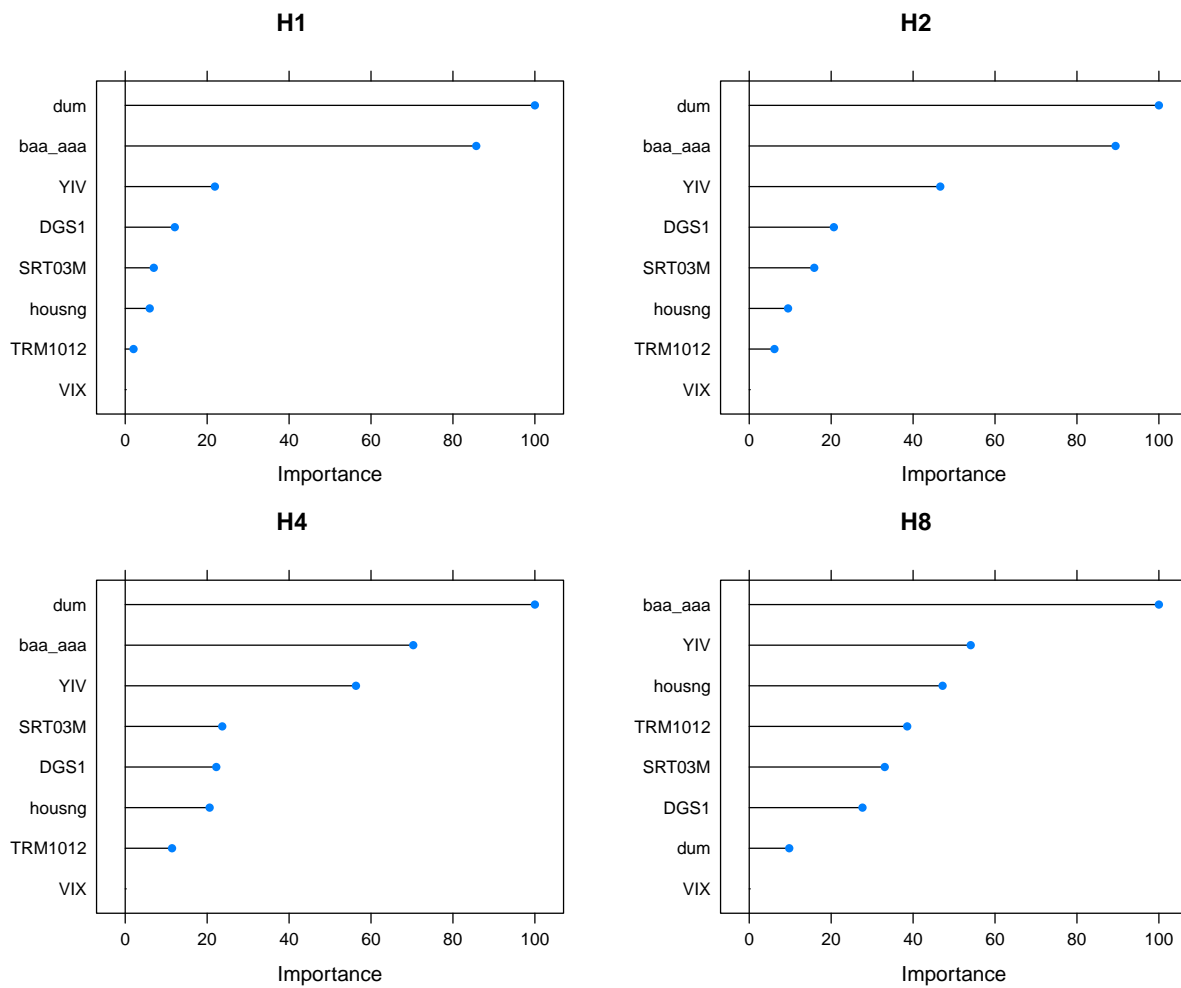 H1
dum
baa_aaa
YIV
DGS1
SRT03M
housng
TRM1012
VIX
0 20 40 60 80 100
Importance
H2
dum
baa_aaa
YIV
DGS1
SRT03M
housng
TRM1012
VIX
0 20 40 60 80 100
Importance
H4
dum
baa_aaa
YIV
SRT03M
DGS1
housng
TRM1012
VIX
0 20 40 60 80 100
Importance
H8
baa_aaa
YIV
housng
TRM1012
SRT03M
DGS1
dum
VIX
0 20 40 60 80 100
Importance